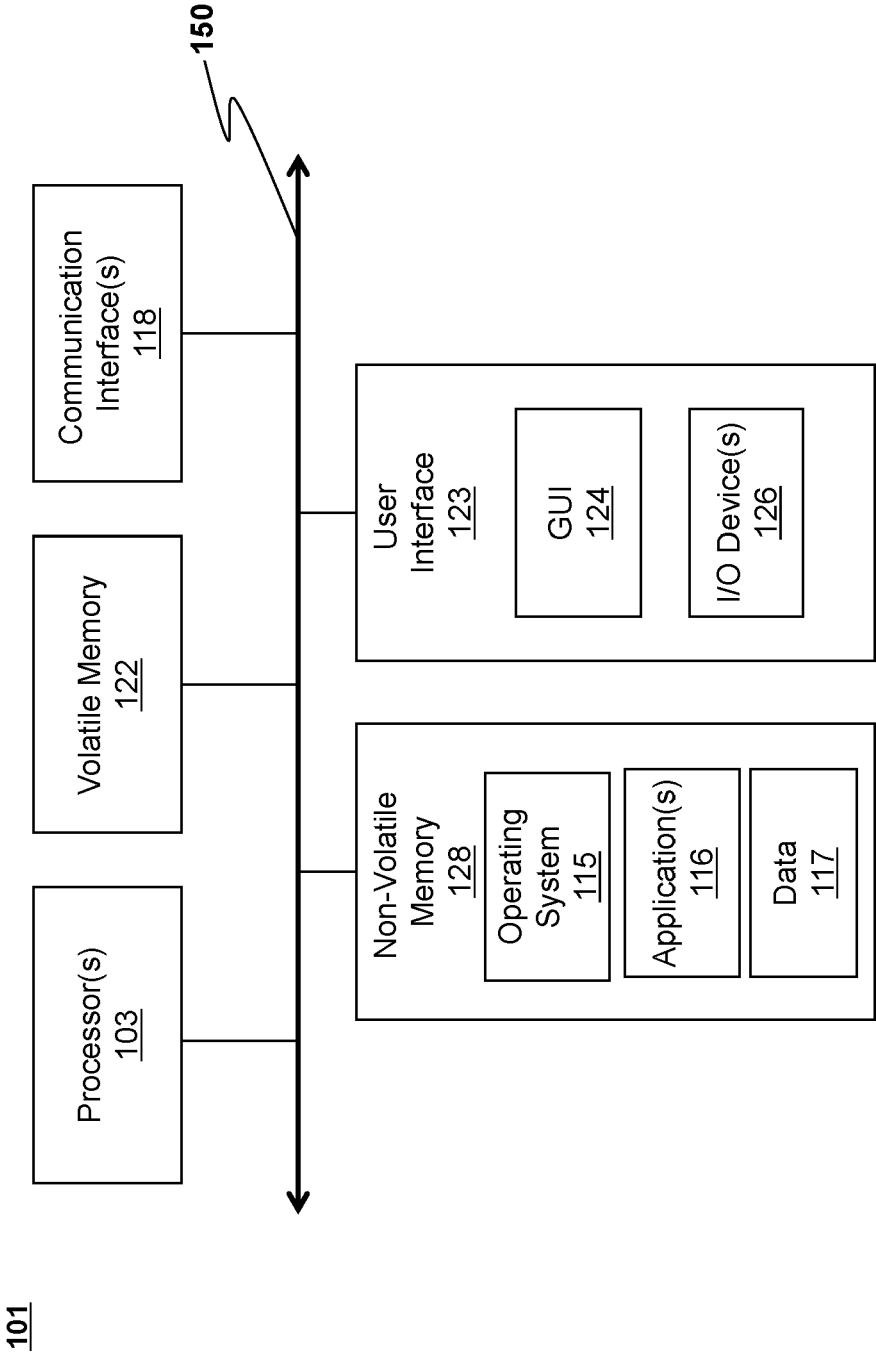 101
Processor(s)
103
Volatile Memory
122
Communication
Interface(s)
118
150
Non-Volatile
Memory
128
Operating
System
115
Application(s)
116
Data
117
User
Interface
123
GUI
124
I/O Device(s)
126